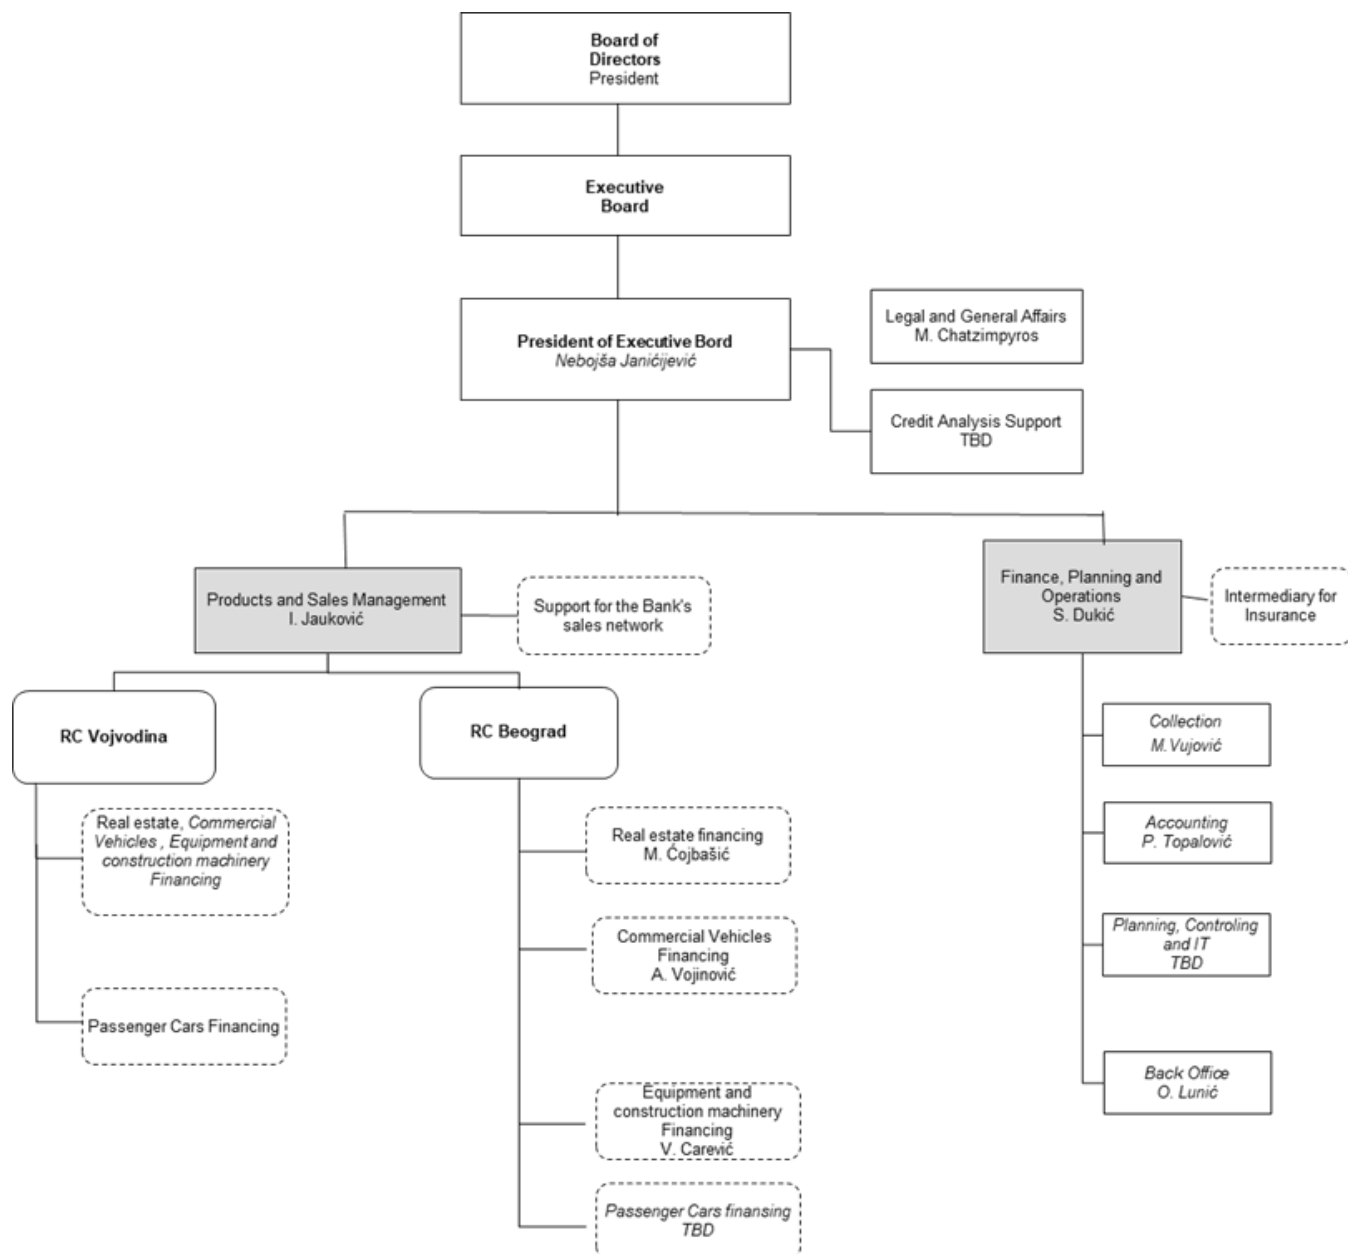 Board of
Directors
President
Executive
Board
President of Executive Bord
Nebojša Janićijević
Legal and General Affairs
M. Chatzimpyros
Credit Analysis Support
TBD
Products and Sales Management
I. Jauković
Support for the Bank's
sales network
Finance, Planning and
Operations
S. Dukić
Intermediary for
Insurance
RC Vojvodina
RC Beograd
Real estate, Commercial
Vehicles , Equipment and
construction machinery
Financing
Passenger Cars Financing
Real estate financing
M. Ćojbašić
Commercial Vehicles
Financing
A. Vojinović
Equipment and
construction machinery
Financing
V. Carević
Passenger Cars finansing
TBD
Collection
M. Vujović
Accounting
P. Topalović
Planning, Controling
and IT
TBD
Back Office
O. Lunić